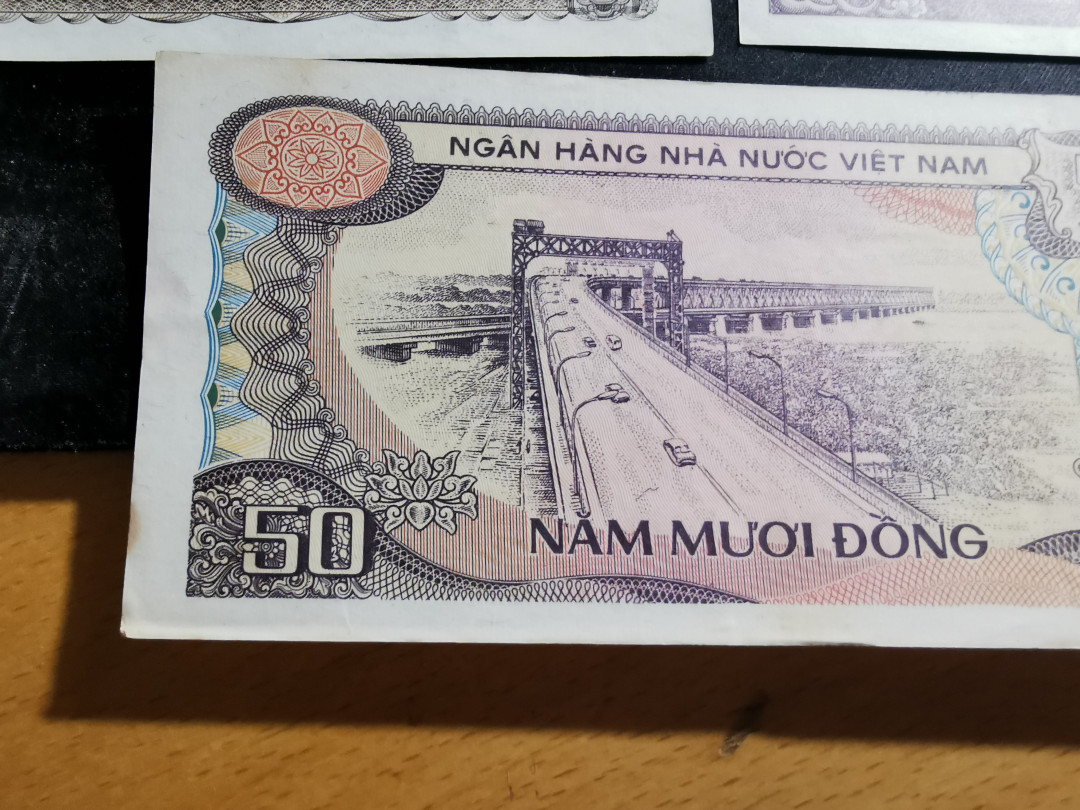 NGÂN HÀNG NHÀ NƯỚC VIỆT NAM
50
NĂM MƯƠI ĐỒNG